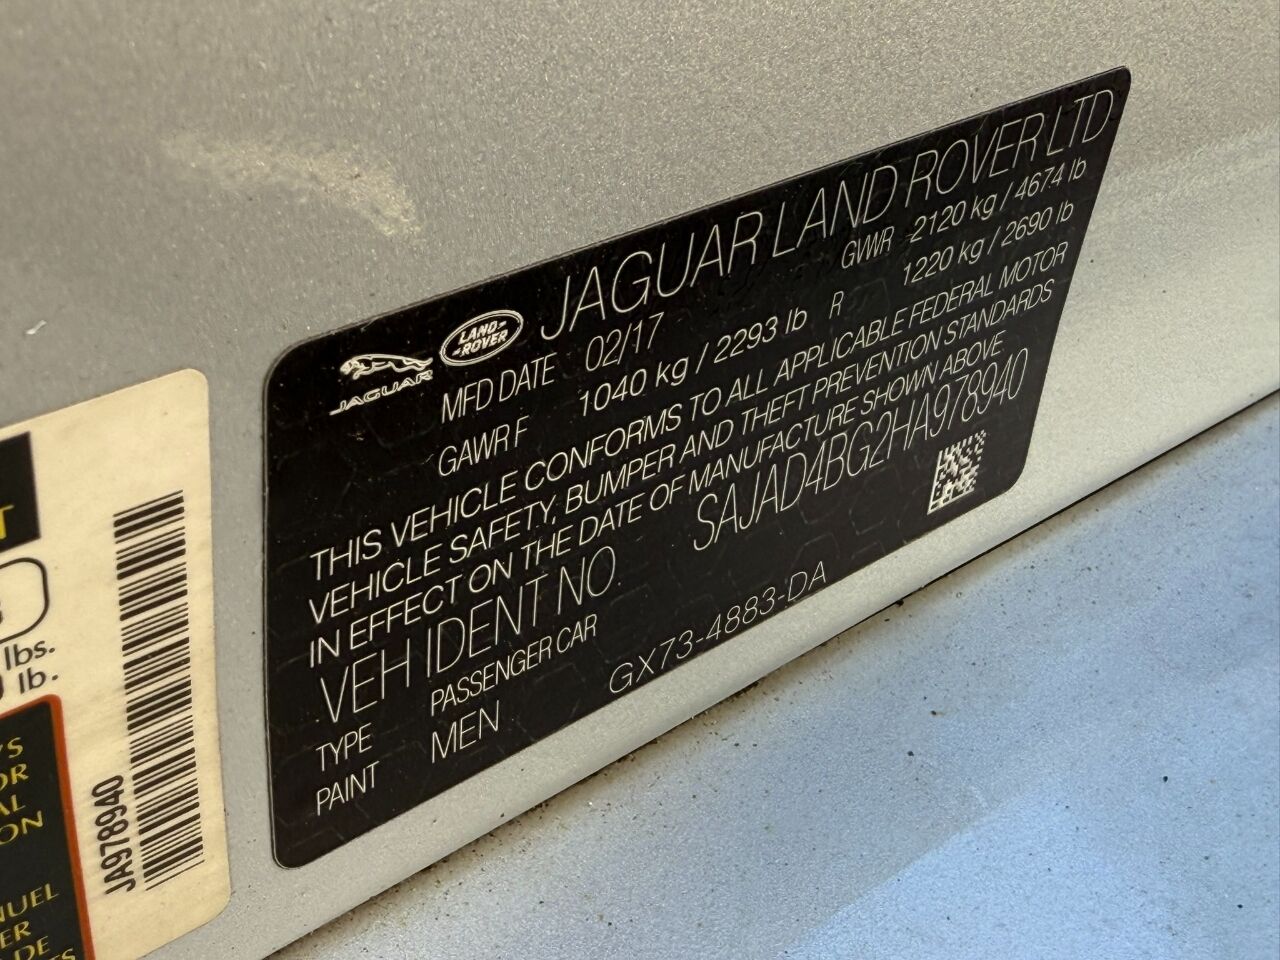 JAGUAR
LAND-
-ROVER
JAGUAR LAND ROVER LTD
MFD DATE 02/17 GVWR 2120 kg / 4674 lb
GAWR F 1040 kg / 2293 lb R 1220 kg / 2690 lb
THIS VEHICLE CONFORMS TO ALL APPLICABLE FEDERAL MOTOR
VEHICLE SAFETY, BUMPER AND THEFT PREVENTION STANDARDS
IN EFFECT ON THE DATE OF MANUFACTURE SHOWN ABOVE
VEH IDENT NO. SAJAD4BG2HA978940
TYPE PASSENGER CAR
PAINT MEN GX73-4883-DA
lbs.
lb.
JA978940